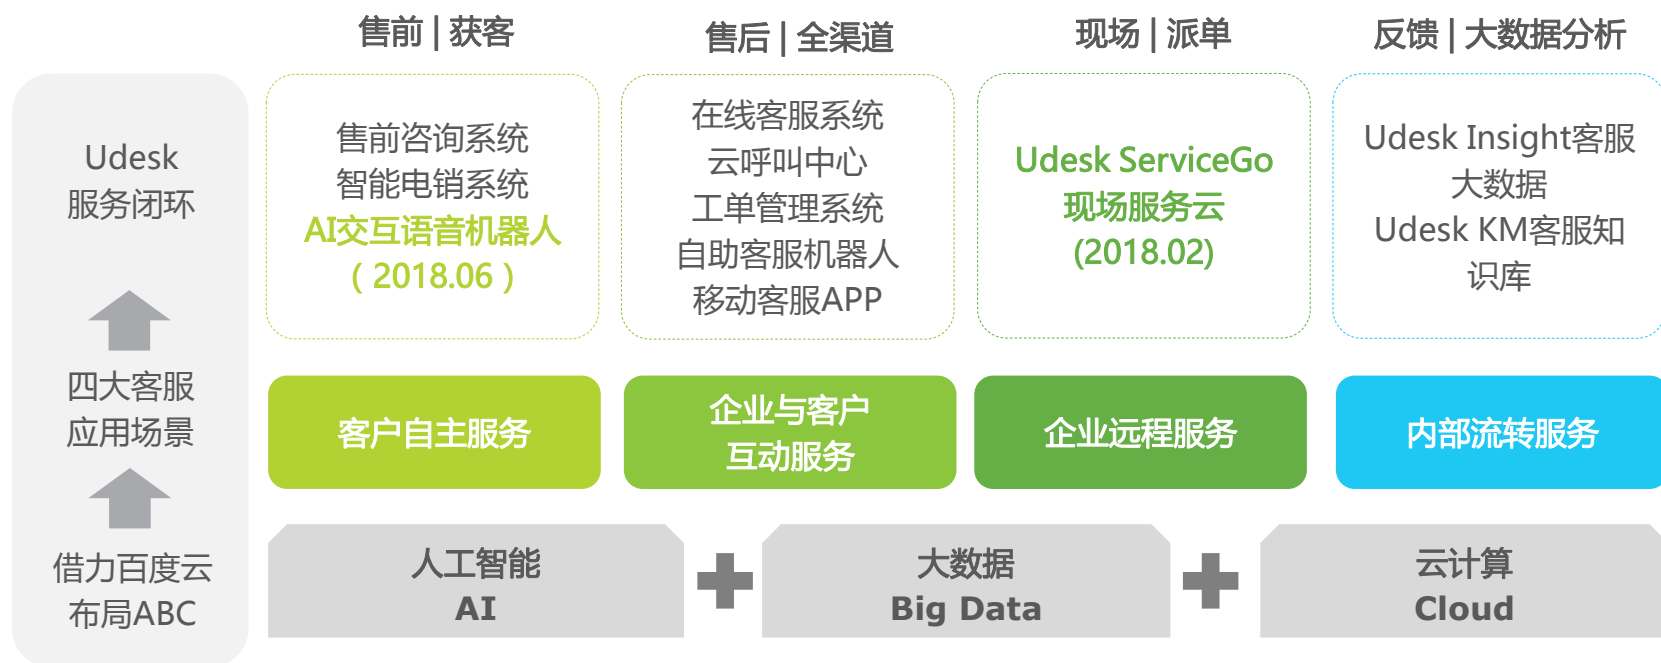 售前 | 获客
售后 | 全渠道
现场 | 派单
反馈 | 大数据分析
Udesk
服务闭环
售前咨询系统
智能电销系统
AI交互语音机器人
（ 2018.06 ）
在线客服系统
云呼叫中心
工单管理系统
自助客服机器人
移动客服APP
Udesk ServiceGo
现场服务云
(2018.02)
Udesk Insight客服
大数据
Udesk KM客服知
识库
四大客服
应用场景
客户自主服务
企业与客户
互动服务
企业远程服务
内部流转服务
借力百度云
布局ABC
人工智能
AI
大数据
Big Data
云计算
Cloud